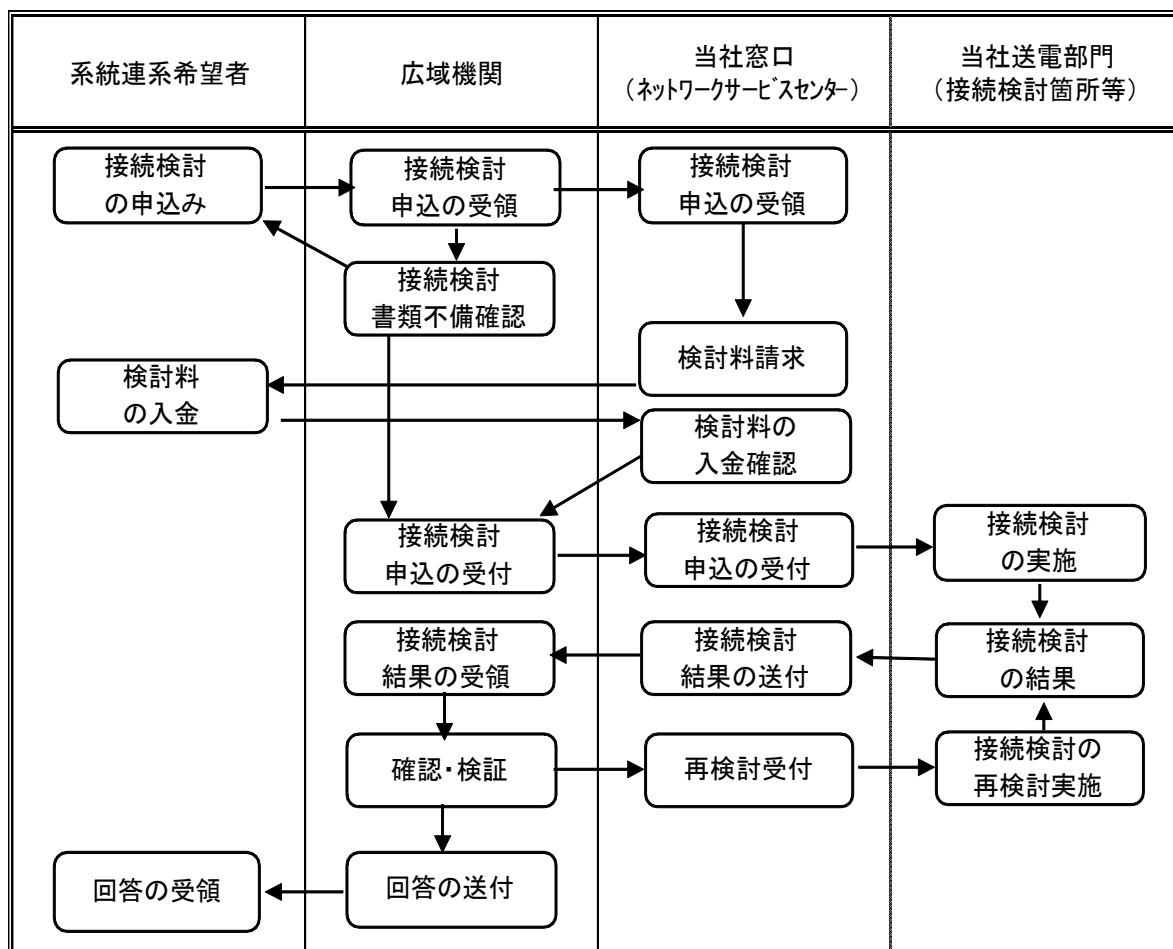 系統連系希望者
広域機関
当社窓口
(ネットワークサービスセンター)
当社送電部門
(接続検討箇所等)
接続検討
の申込み
接続検討
申込の受領
接続検討
申込の受領
接続検討
書類不備確認
検討料請求
検討料
の入金
検討料の
入金確認
接続検討
申込の受付
接続検討
申込の受付
接続検討
の実施
接続検討
結果の受領
接続検討
結果の送付
接続検討
の結果
確認・検証
再検討受付
接続検討の
再検討実施
回答の受領
回答の送付